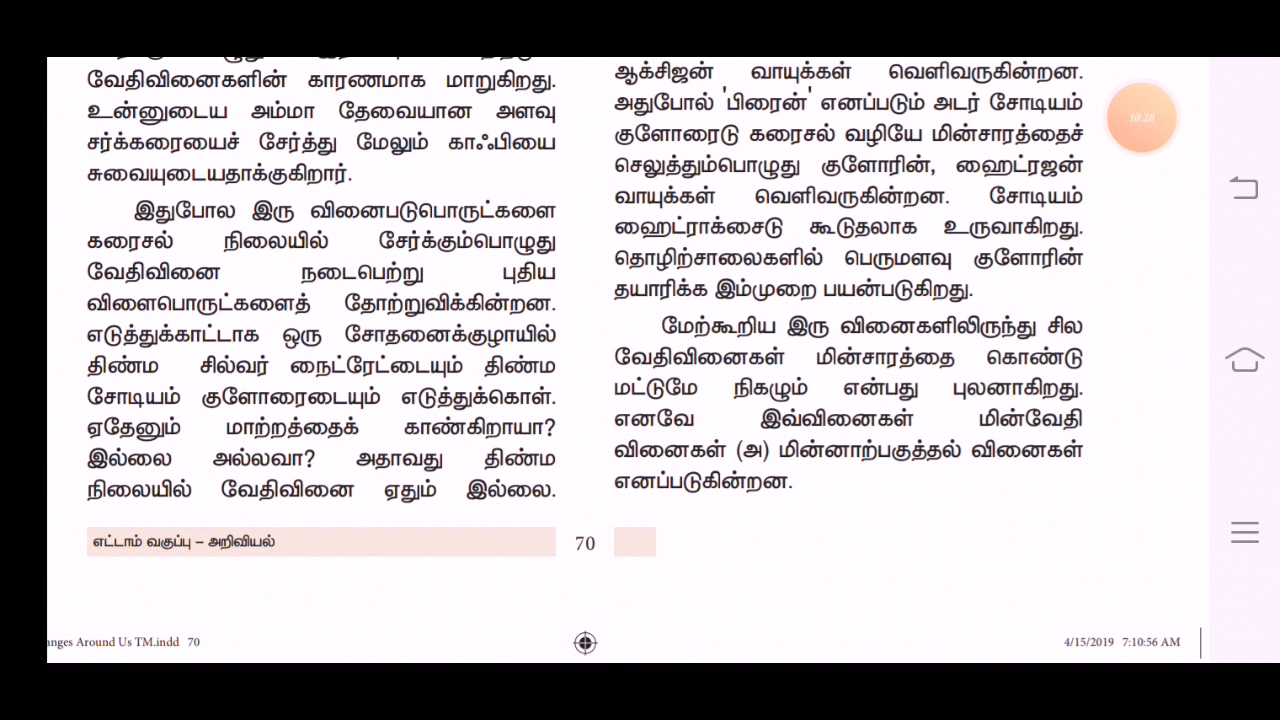 வேதிவினைகளின் காரணமாக மாறுகிறது.
உன்னுடைய அம்மா தேவையான அளவு
சர்க்கரையைச் சேர்த்து மேலும் காஃபியை
சுவையுடையதாக்குகிறார்.
இதுபோல இரு வினைபடுபொருட்களை
கரைசல் நிலையில் சேர்க்கும்பொழுது
வேதிவினை நடைபெற்று புதிய
விளைபொருட்களைத் தோற்றுவிக்கின்றன.
எடுத்துக்காட்டாக ஒரு சோதனைக்குழாயில்
திண்ம சில்வர் நைட்ரேட்டையும் திண்ம
சோடியம் குளோரைடையும் எடுத்துக்கொள்.
ஏதேனும் மாற்றத்தைக் காண்கிறாயா?
இல்லை அல்லவா? அதாவது திண்ம
நிலையில் வேதிவினை ஏதும் இல்லை.
ஆக்சிஜன் வாயுக்கள் வெளிவருகின்றன.
அதுபோல் 'பிரைன்' எனப்படும் அடர் சோடியம்
குளோரைடு கரைசல் வழியே மின்சாரத்தைச்
செலுத்தும்பொழுது குளோரின், ஹைட்ரஜன்
வாயுக்கள் வெளிவருகின்றன. சோடியம்
ஹைட்ராக்சைடு கூடுதலாக உருவாகிறது.
தொழிற்சாலைகளில் பெருமளவு குளோரின்
தயாரிக்க இம்முறை பயன்படுகிறது.
மேற்கூறிய இரு வினைகளிலிருந்து சில
வேதிவினைகள் மின்சாரத்தை கொண்டு
மட்டுமே நிகழும் என்பது புலனாகிறது.
எனவே இவ்வினைகள் மின்வேதி
வினைகள் (அ) மின்னாற்பகுத்தல் வினைகள்
எனப்படுகின்றன.
10:28
எட்டாம் வகுப்பு – அறிவியல்
70
anges Around Us TM.indd 70
4/15/2019 7:10:56 AM